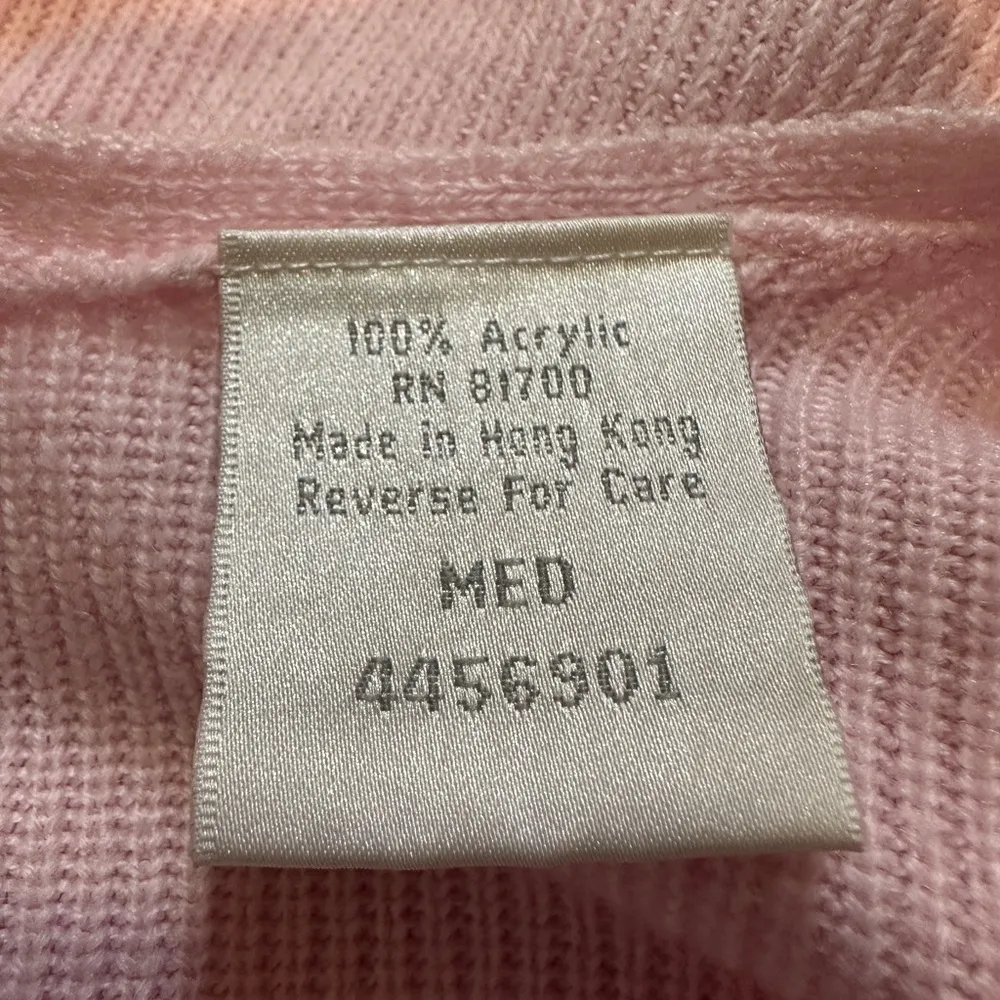 100% Acrylic
RN 81700
Made in Hong Kong
Reverse For Care
MED
4456901